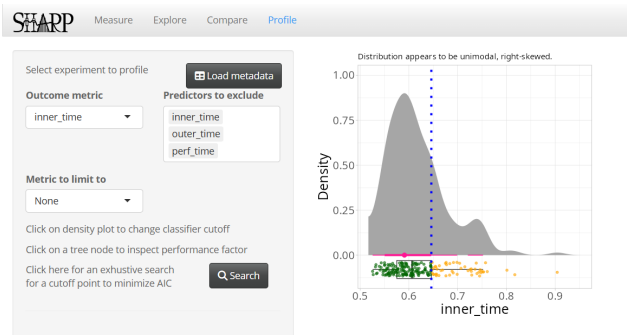 SHARP Measure Explore Compare Profile
Select experiment to profile
Load metadata
Outcome metric
inner_time
Predictors to exclude
inner_time
outer_time
perf_time
Metric to limit to
None
Click on density plot to change classifier cutoff
Click on a tree node to inspect performance factor
Click here for an exhustive search
for a cutoff point to minimize AIC
Search
Distribution appears to be unimodal, right-skewed.
Density
1.00
0.75
0.50
0.25
0.00
0.5 0.6 0.7 0.8 0.9
inner_time